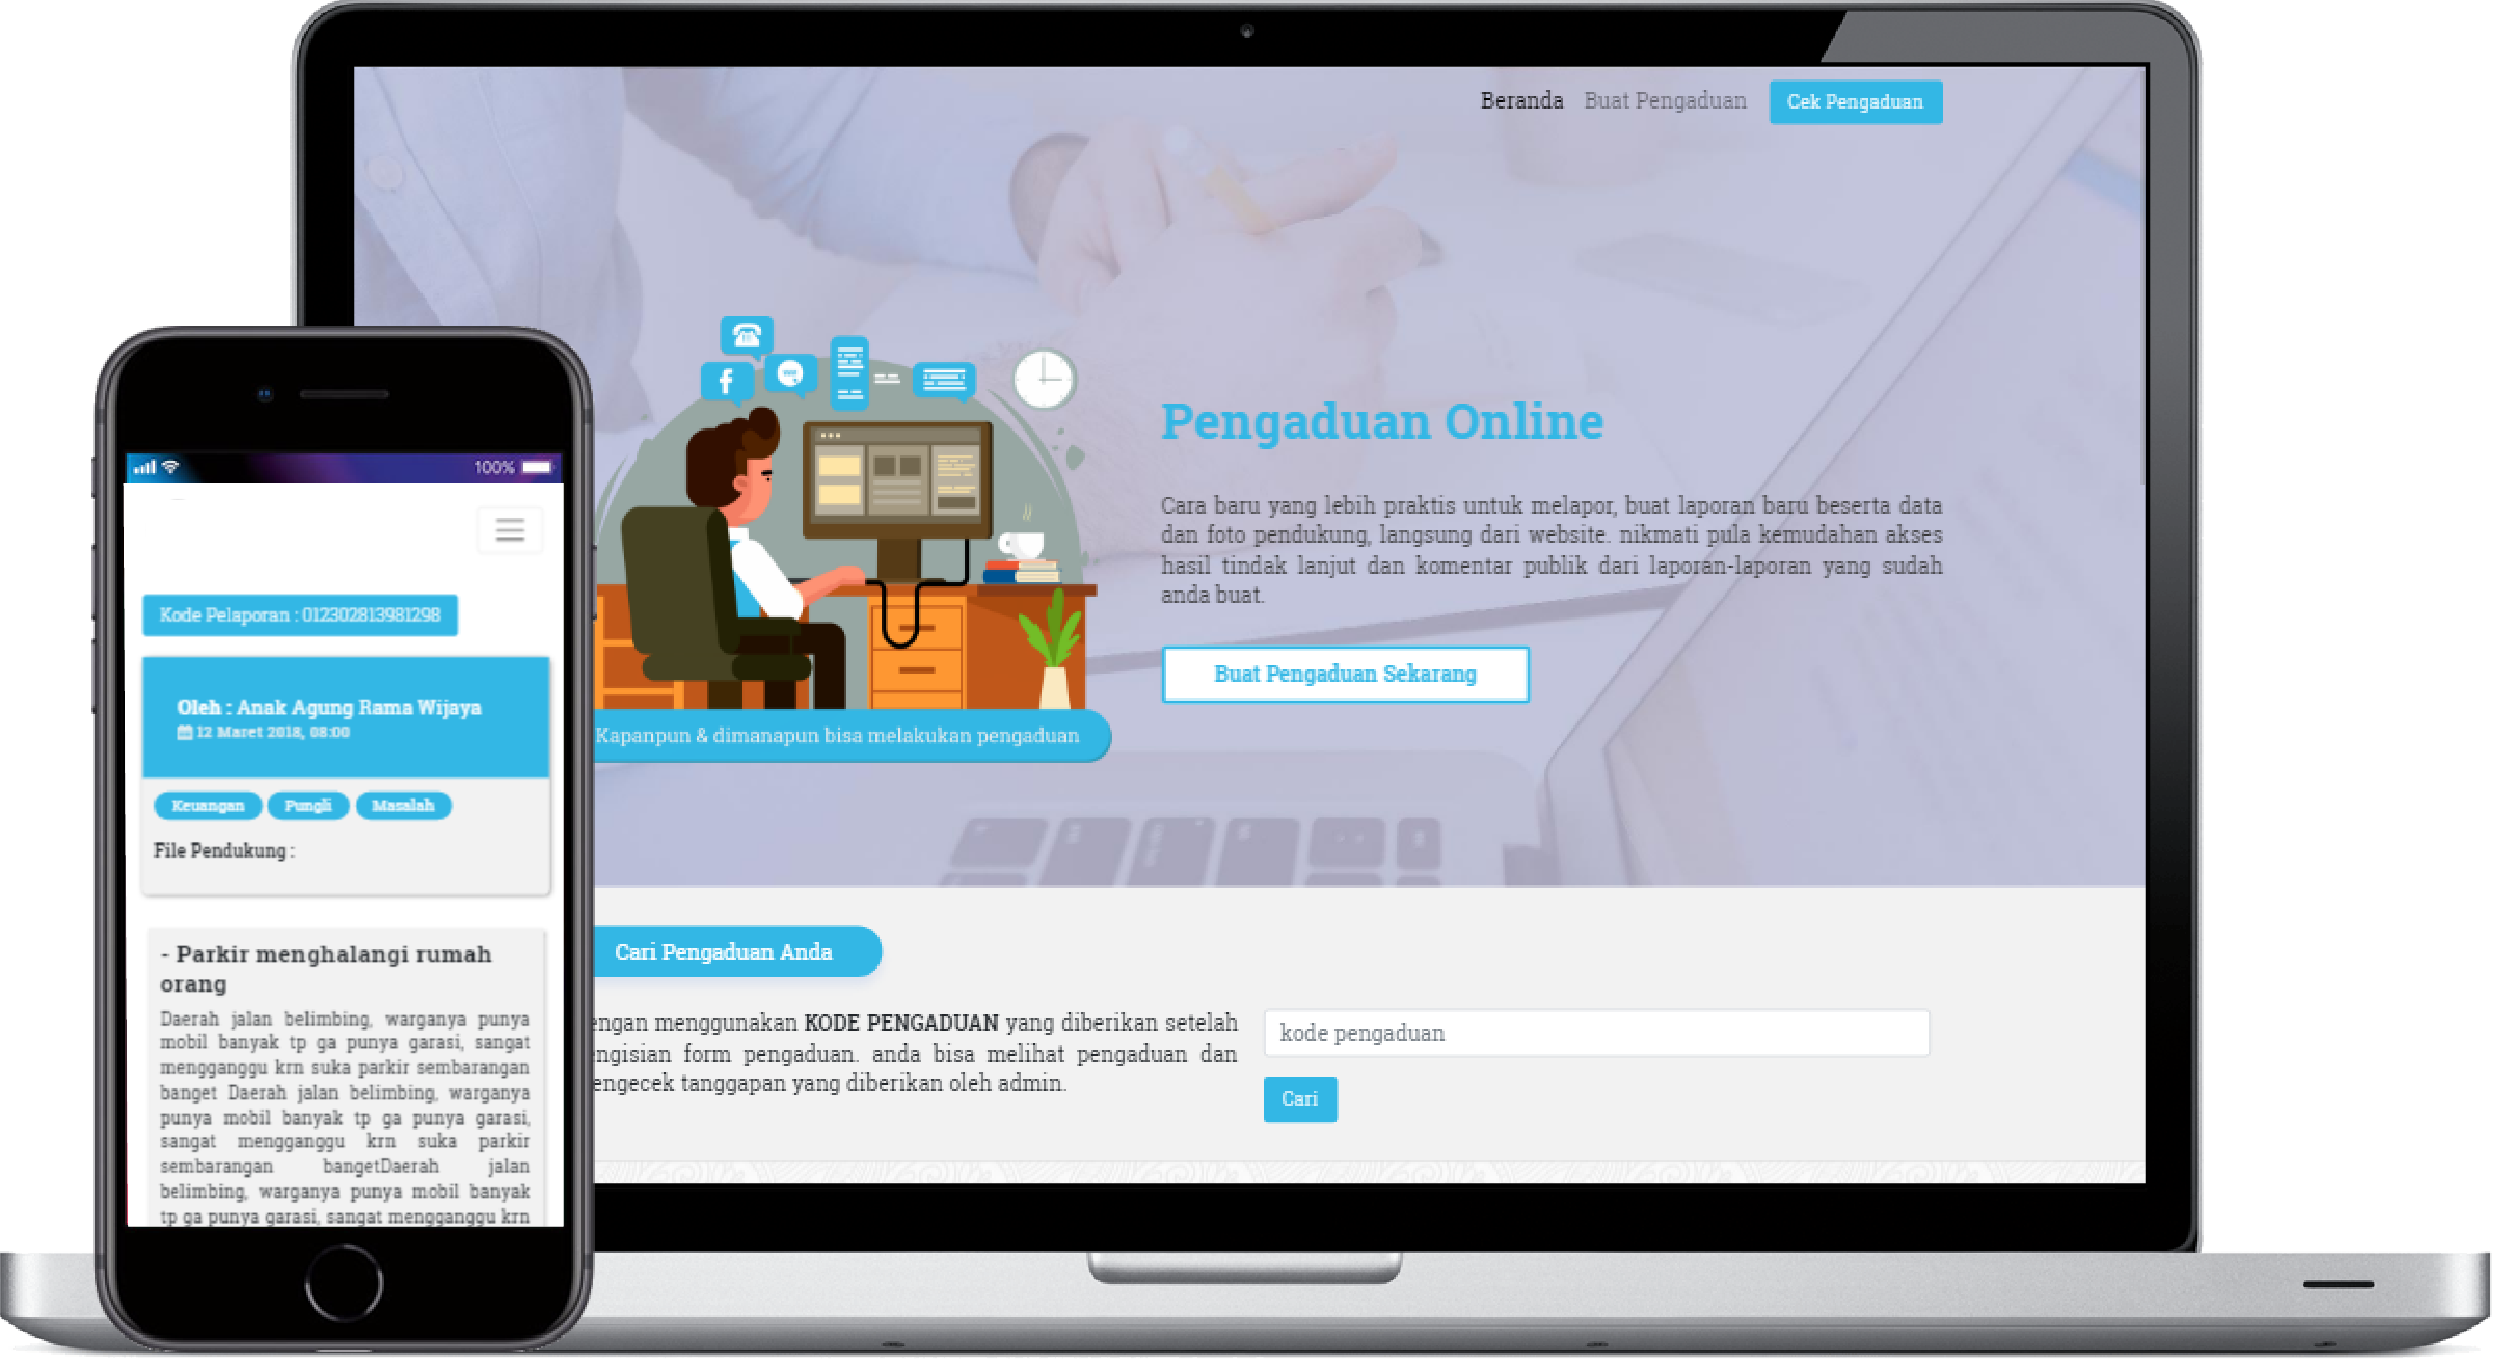 Beranda Buat Pengaduan Cek Pengaduan
Pengaduan Online
Cara baru yang lebih praktis untuk melapor, buat laporan baru beserta data
dan foto pendukung, langsung dari website. nikmati pula kemudahan akses
hasil tindak lanjut dan komentar publik dari laporan-laporan yang sudah
anda buat.
Buat Pengaduan Sekarang
Kapanpun & dimanapun bisa melakukan pengaduan
Cari Pengaduan Anda
engan menggunakan KODE PENGADUAN yang diberikan setelah
engisian form pengaduan. anda bisa melihat pengaduan dan
engecek tanggapan yang diberikan oleh admin.
kode pengaduan
Cari
100%
Kode Pelaporan : 012302813981298
Oleh : Anak Agung Rama Wijaya
12 Maret 2018, 08:00
Keuangan Pungli Masalah
File Pendukung :
- Parkir menghalangi rumah
orang
Daerah jalan belimbing, warganya punya
mobil banyak tp ga punya garasi, sangat
mengganggu krn suka parkir sembarangan
banget Daerah jalan belimbing, warganya
punya mobil banyak tp ga punya garasi,
sangat mengganggu krn suka parkir
sembarangan bangetDaerah jalan
belimbing, warganya punya mobil banyak
tp ga punya garasi, sangat mengganggu krn